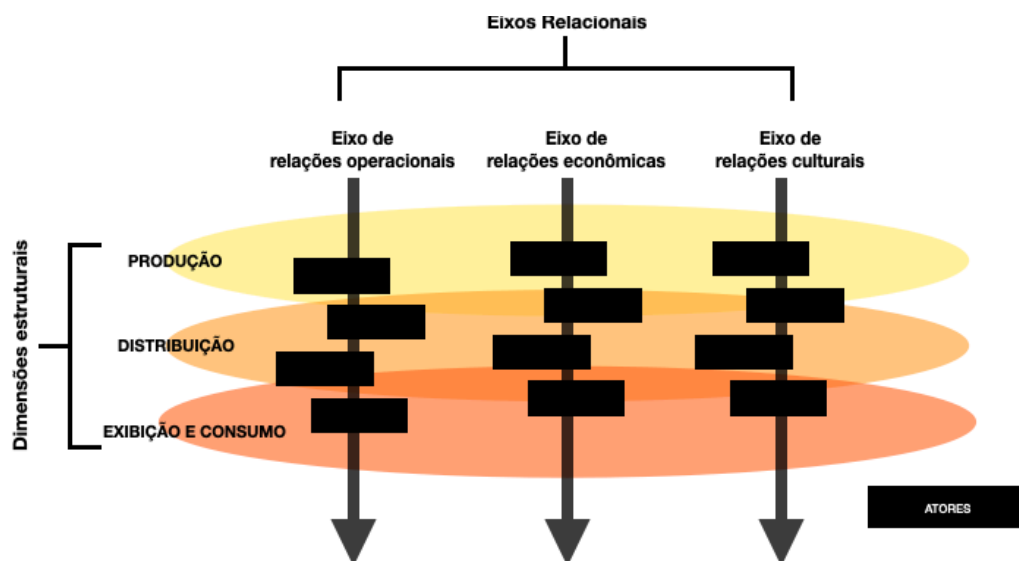 Eixos Relacionais
Eixo de
relações operacionais
Eixo de
relações econômicas
Eixo de
relações culturais
Dimensões estruturais
PRODUÇÃO
DISTRIBUIÇÃO
EXIBIÇÃO E CONSUMO
ATORES